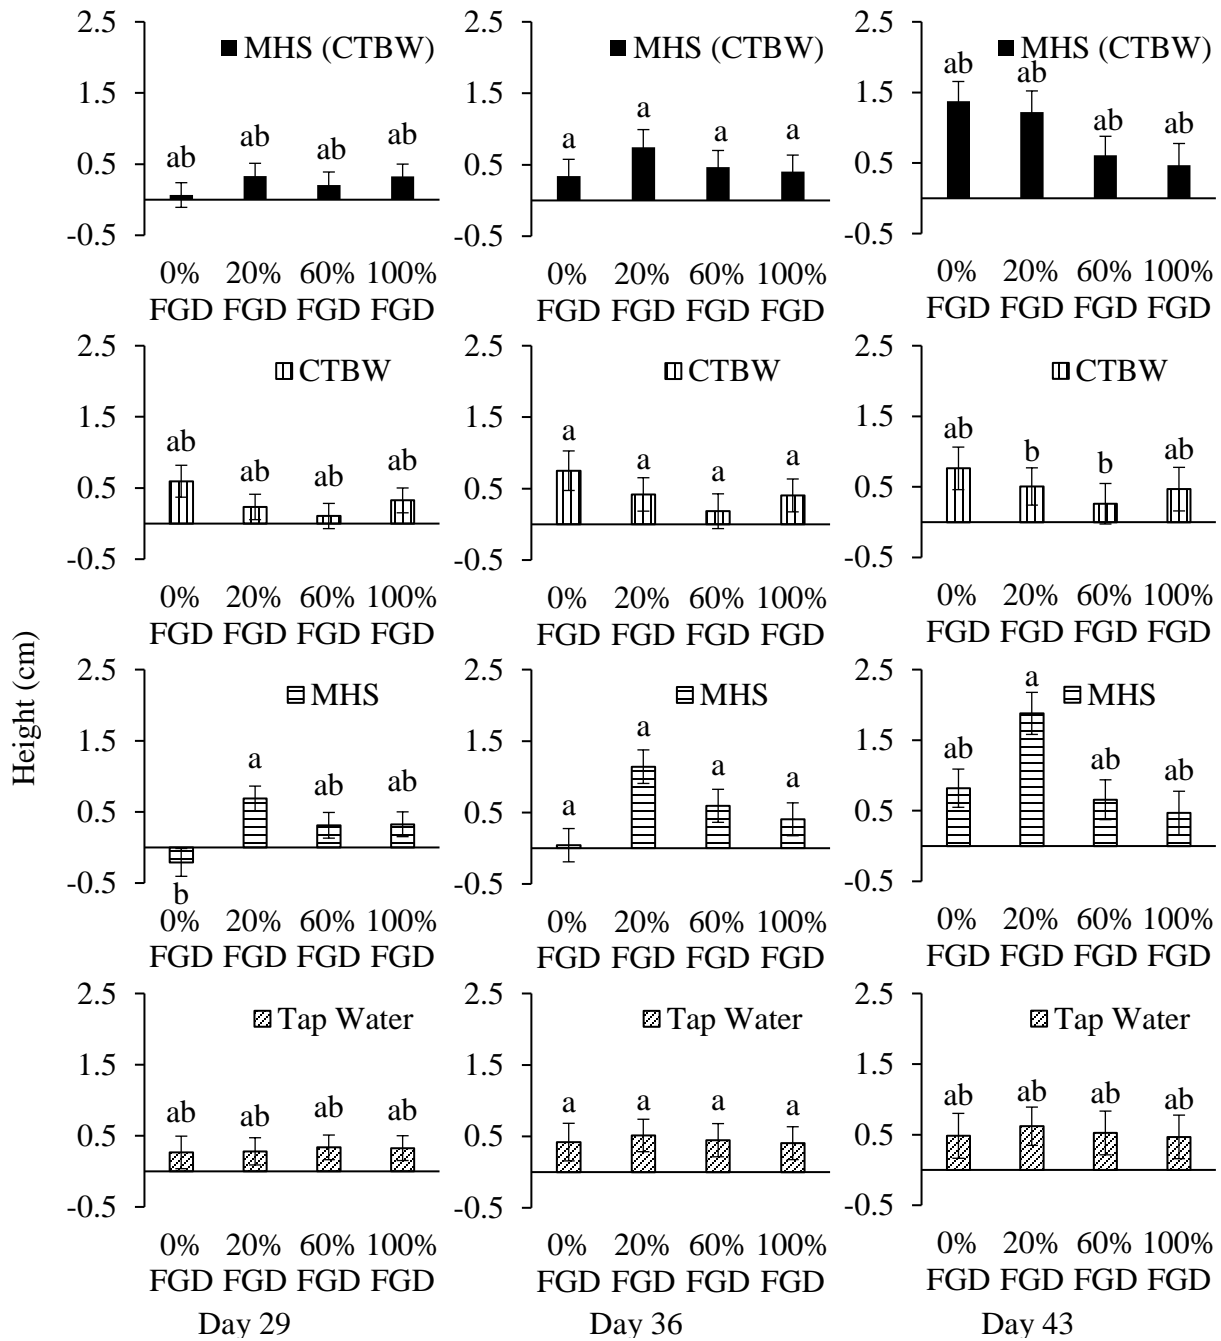 2.5
MHS (CTBW)
1.5
0.5
-0.5
ab
ab
ab
ab
0% 20% 60% 100%
FGD FGD FGD FGD
2.5
MHS (CTBW)
1.5
0.5
-0.5
a
a
a
a
0% 20% 60% 100%
FGD FGD FGD FGD
2.5
MHS (CTBW)
1.5
0.5
-0.5
ab
ab
ab
ab
0% 20% 60% 100%
FGD FGD FGD FGD
2.5
CTBW
1.5
0.5
-0.5
ab
ab
ab
ab
0% 20% 60% 100%
FGD FGD FGD FGD
2.5
CTBW
1.5
0.5
-0.5
a
a
a
a
0% 20% 60% 100%
FGD FGD FGD FGD
2.5
CTBW
1.5
0.5
-0.5
ab
b
b
ab
0% 20% 60% 100%
FGD FGD FGD FGD
Height (cm)
2.5
MHS
1.5
0.5
-0.5
b
a
ab
ab
0% 20% 60% 100%
FGD FGD FGD FGD
2.5
MHS
1.5
0.5
-0.5
a
a
a
a
0% 20% 60% 100%
FGD FGD FGD FGD
2.5
MHS
1.5
0.5
-0.5
ab
a
ab
ab
0% 20% 60% 100%
FGD FGD FGD FGD
2.5
Tap Water
1.5
0.5
-0.5
ab
ab
ab
ab
0% 20% 60% 100%
FGD FGD FGD FGD
Day 29
2.5
Tap Water
1.5
0.5
-0.5
a
a
a
a
0% 20% 60% 100%
FGD FGD FGD FGD
Day 36
2.5
Tap Water
1.5
0.5
-0.5
ab
ab
ab
ab
0% 20% 60% 100%
FGD FGD FGD FGD
Day 43